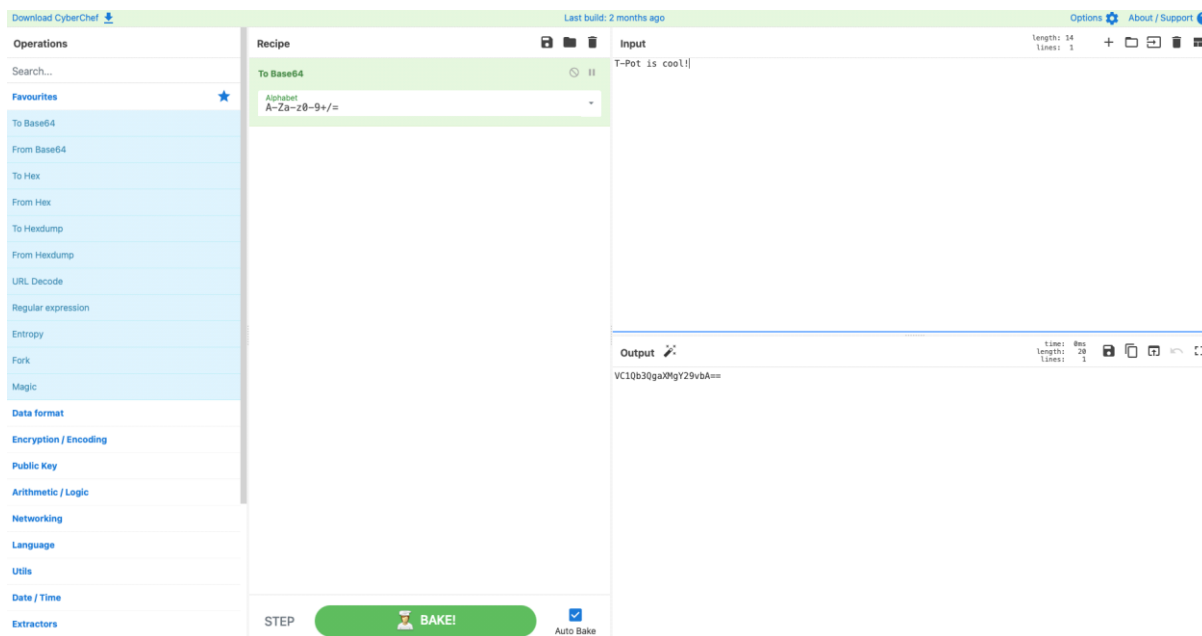 Download CyberChef
Last build: 2 months ago
Options
About / Support
Operations
Search...
Favourites
To Base64
From Base64
To Hex
From Hex
To Hexdump
From Hexdump
URL Decode
Regular expression
Entropy
Fork
Magic
Data format
Encryption / Encoding
Public Key
Arithmetic / Logic
Networking
Language
Utils
Date / Time
Extractors
Recipe
To Base64
Alphabet
A-Za-z0-9+/=
STEP
BAKE!
Auto Bake
Input
length: 14
lines: 1
T-Pot is cool!
Output
time: 0ms
length: 20
lines: 1
VC1Qb3QgaXMgY29vbA==